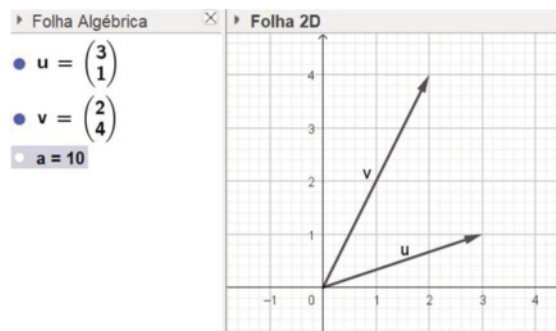 Folha Algébrica
u = (3 1)
v = (2 4)
a = 10
Folha 2D
4
3
2
1
v
u
−1 0 1 2 3 4